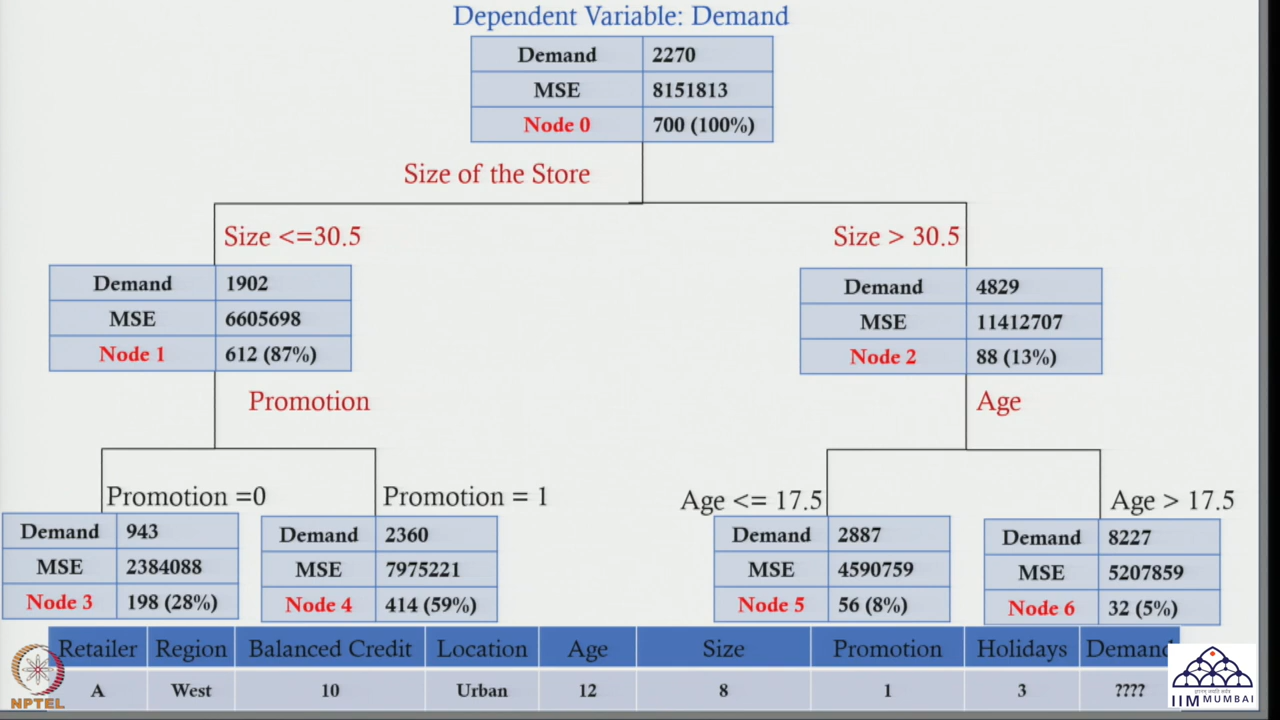 Dependent Variable: Demand
Demand 2270
MSE 8151813
Node 0 700 (100%)
Size of the Store
Size <=30.5
Size > 30.5
Demand 1902
MSE 6605698
Node 1 612 (87%)
Demand 4829
MSE 11412707
Node 2 88 (13%)
Promotion
Age
Promotion =0
Promotion = 1
Age <= 17.5
Age > 17.5
Demand 943
MSE 2384088
Node 3 198 (28%)
Demand 2360
MSE 7975221
Node 4 414 (59%)
Demand 2887
MSE 4590759
Node 5 56 (8%)
Demand 8227
MSE 5207859
Node 6 32 (5%)
Retailer Region Balanced Credit Location Age Size Promotion Holidays Demand
A West 10 Urban 12 8 1 3 ????
NPTEL
IIM MUMBAI